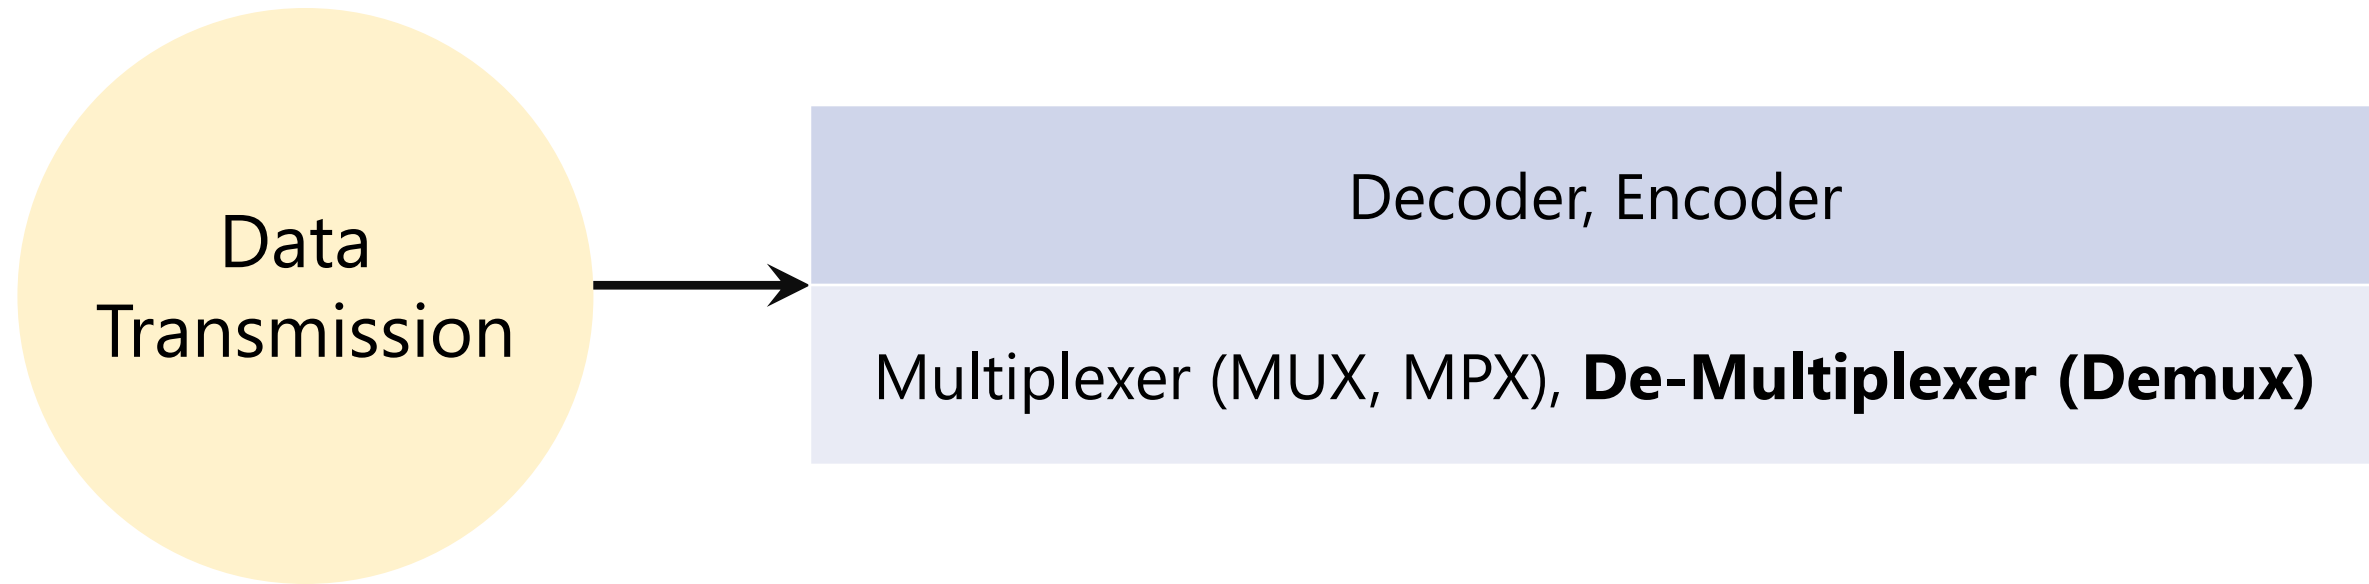 Data
Transmission
Decoder, Encoder
Multiplexer (MUX, MPX), De-Multiplexer (Demux)